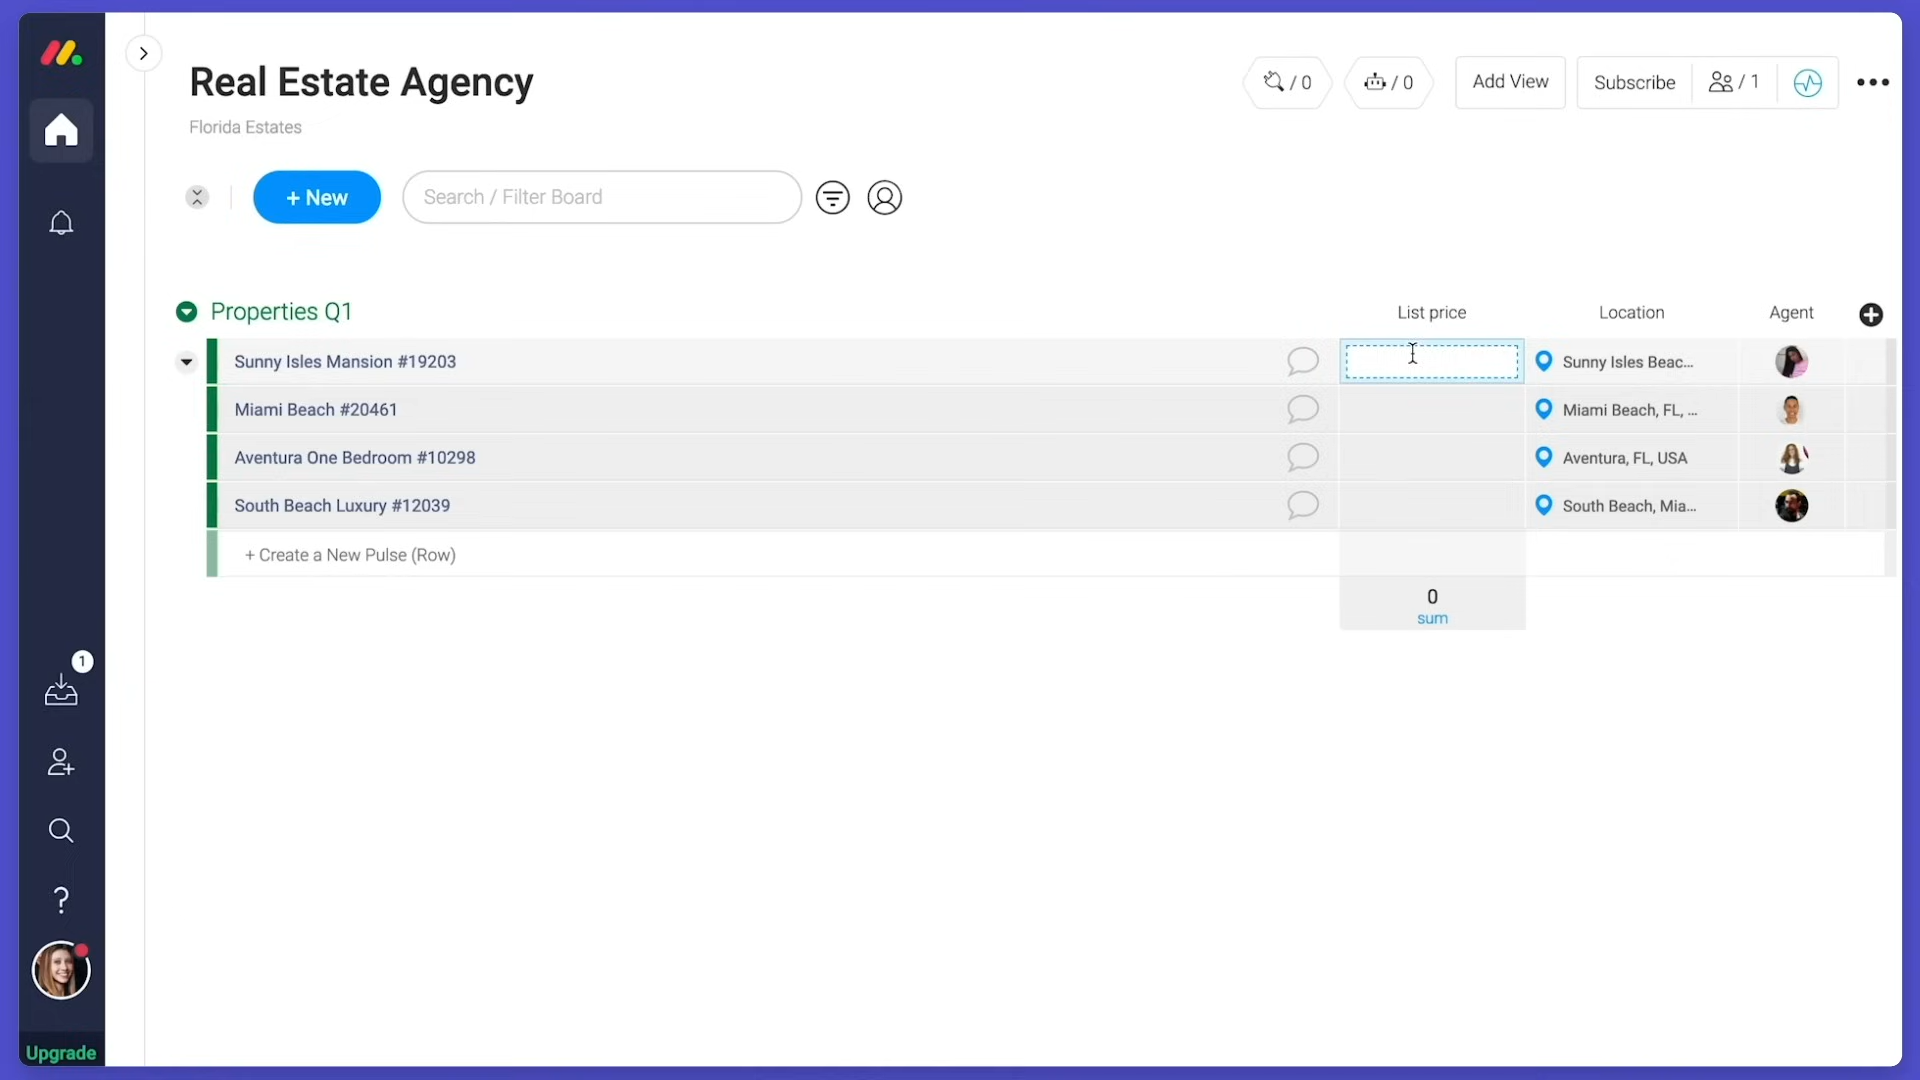 Real Estate Agency
Florida Estates
/ 0
/ 0
Add View
Subscribe
/ 1
+ New
Search / Filter Board
Properties Q1
List price
Location
Agent
Sunny Isles Mansion #19203
Sunny Isles Beac...
Miami Beach #20461
Miami Beach, FL, ...
Aventura One Bedroom #10298
Aventura, FL, USA
South Beach Luxury #12039
South Beach, Mia...
+ Create a New Pulse (Row)
0
sum
1
?
Upgrade